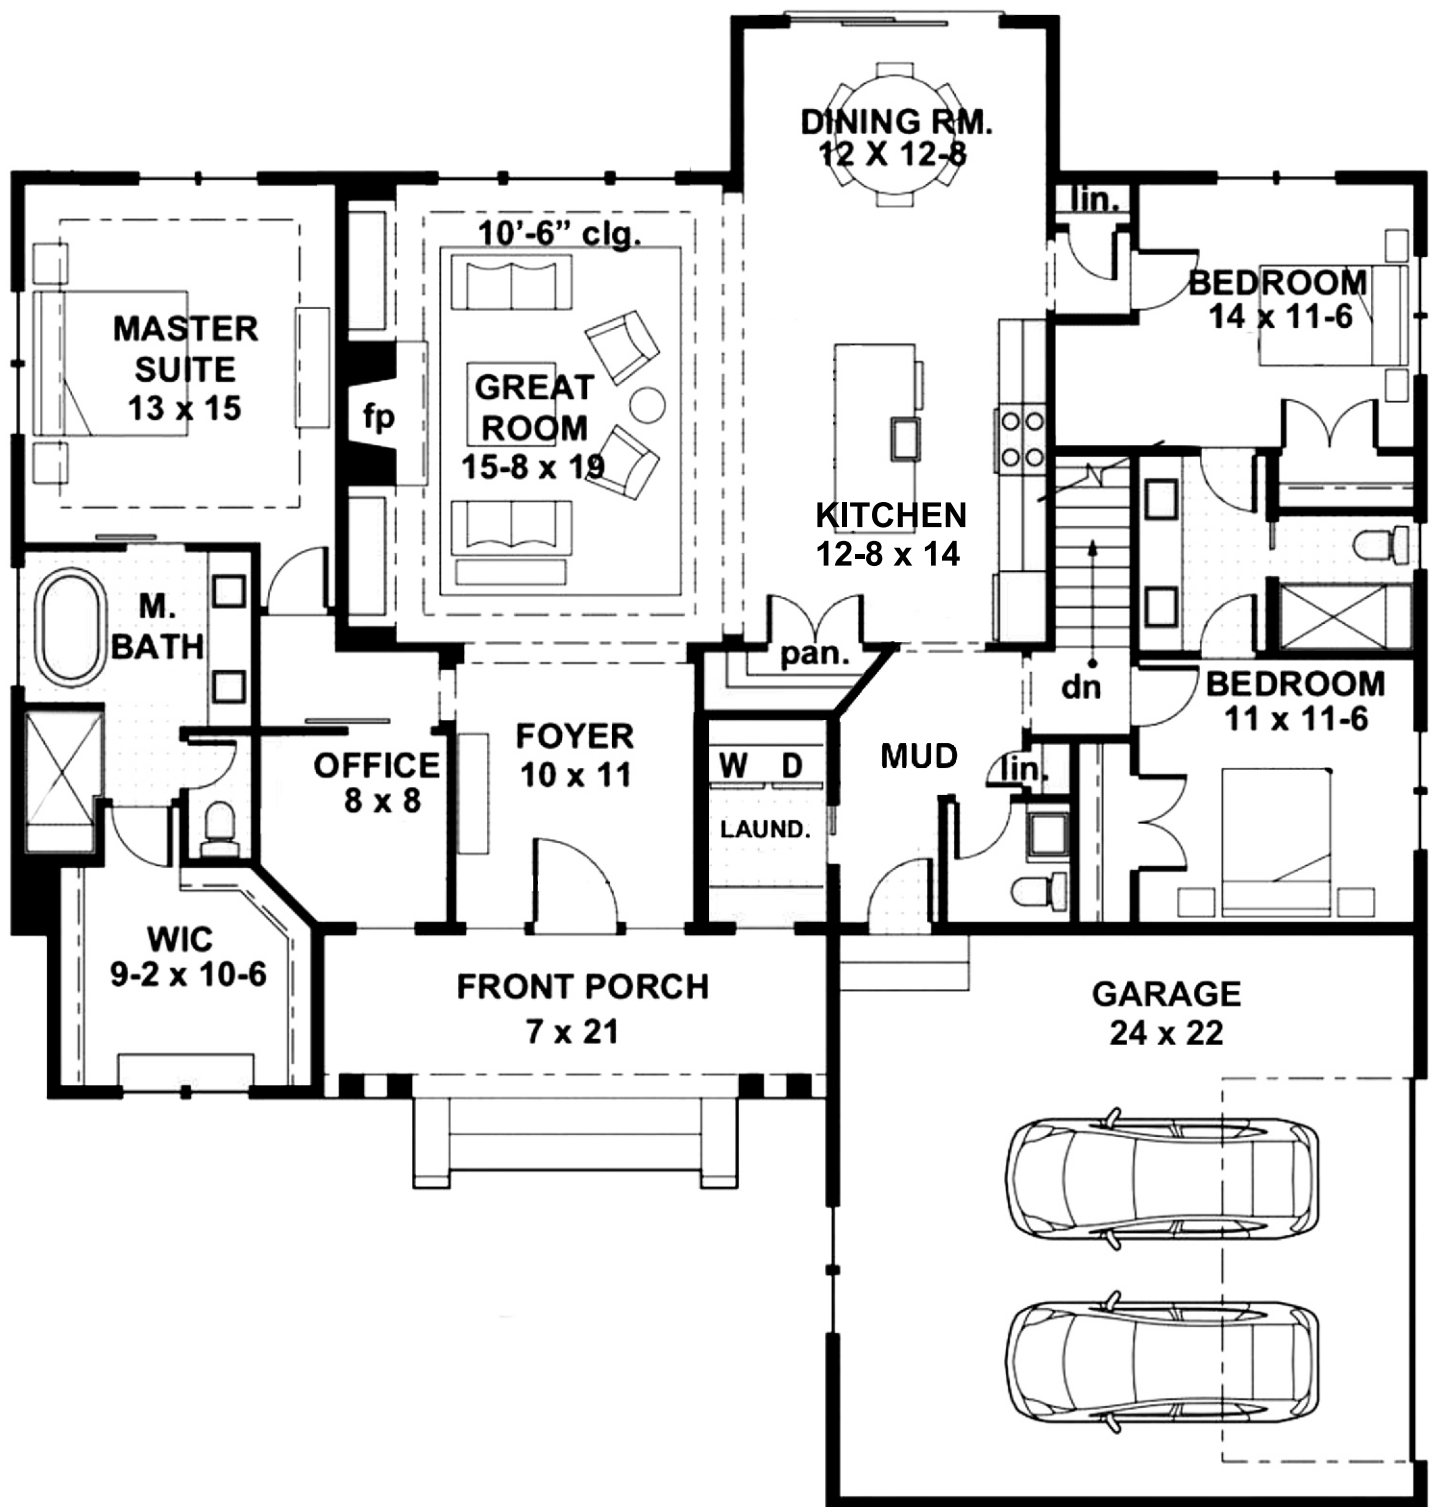 DINING RM.
12 X 12-8
lin.
10'-6” clg.
BEDROOM
14 x 11-6
MASTER
SUITE
13 x 15
GREAT
ROOM
15-8 x 19
fp
KITCHEN
12-8 x 14
M.
BATH
pan.
dn
BEDROOM
11 x 11-6
FOYER
10 x 11
OFFICE
8 x 8
W D
LAUND.
MUD
lin.
WIC
9-2 x 10-6
FRONT PORCH
7 x 21
GARAGE
24 x 22